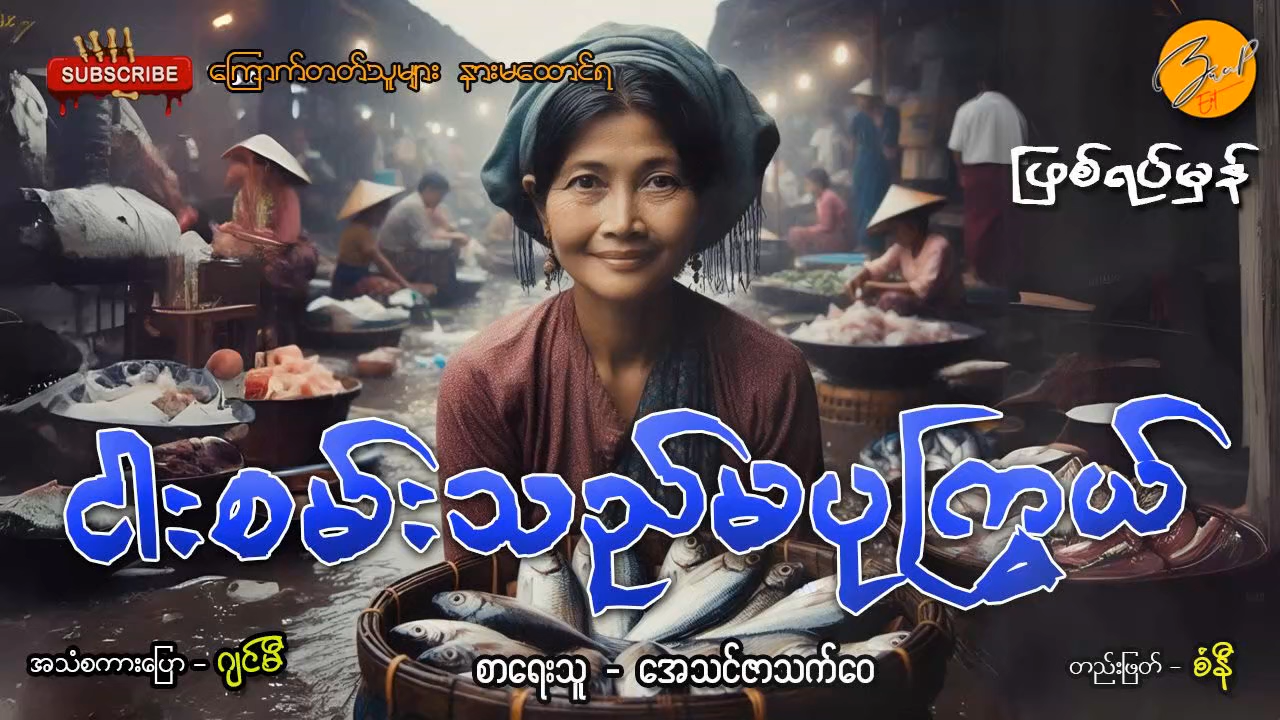 SUBSCRIBE
ကြောက်တတ်သူများ နားမထောင်ရ
ဖြစ်ရပ်မှန်
ငါးစမ်းသည်မပုကြွယ်
အသံစကားပြော - ဂျင်မီ
စာရေးသူ - အေသင်ဇာသက်ဝေ
တည်းဖြတ် - စံနီ